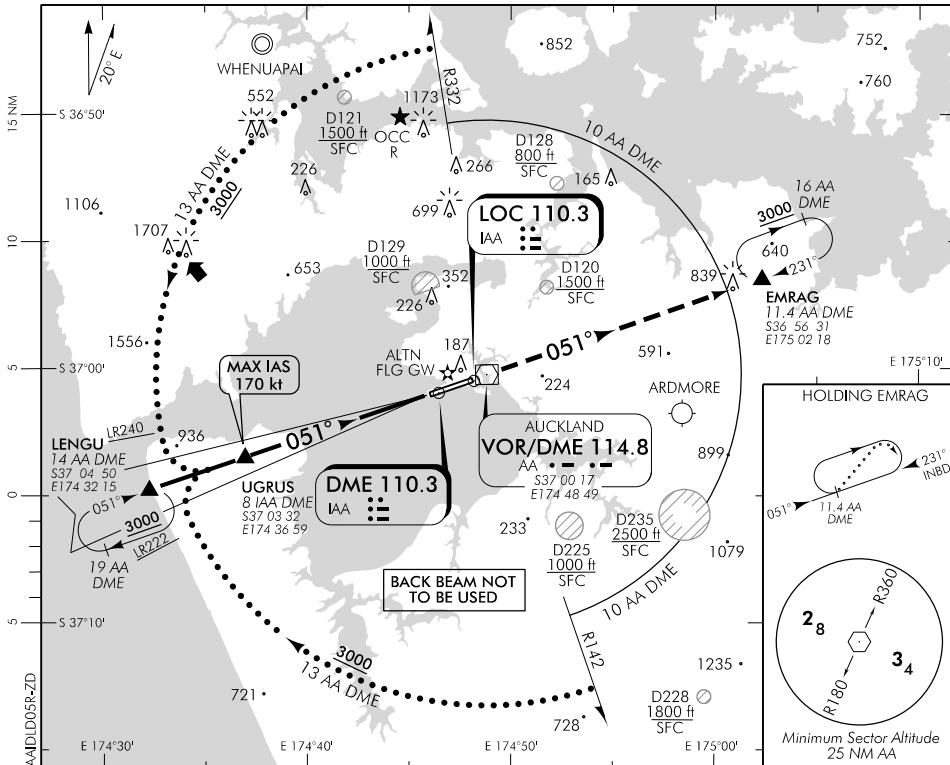 20° E
WHENUAPAI
852
752
760
15 NM
S 36°50'
552
D121
1500 ft
SFC
1173
OCC
R
R332
10 AA DME
D128
800 ft
SFC
165
266
226
13 AA DME
3000
699
LOC 110.3
IAA
16 AA
DME
3000
640
231°
1106
1707
10
653
D129
1000 ft
SFC
352
226
D120
1500 ft
SFC
839
EMRAG
11.4 AA DME
S36 56 31
E175 02 18
051°
1556
187
ALTN
FLG GW
591
224
5
S 37°00'
E 175°10'
MAX IAS
170 kt
ARDMORE
HOLDING EMRAG
051°
LR240
936
LENGU
14 AA DME
S37 04 50
E174 32 15
051°
AUCKLAND
VOR/DME 114.8
AA
S37 00 17
E174 48 49
899
231°
INBD
051°
11.4 AA
DME
UGRUS
8 IAA DME
S37 03 32
E174 36 59
DME 110.3
IAA
0
3000
LR222
19 AA
DME
233
D225
1000 ft
SFC
D235
2500 ft
SFC
1079
BACK BEAM NOT
TO BE USED
10 AA DME
5
S 37°10'
R142
3000
13 AA DME
1235
721
728
D228
1800 ft
SFC
R360
2₈
3₄
R180
Minimum Sector Altitude
25 NM AA
AAIDLD05R-ZD
E 174°30'
E 174°40'
E 174°50'
E 175°00'